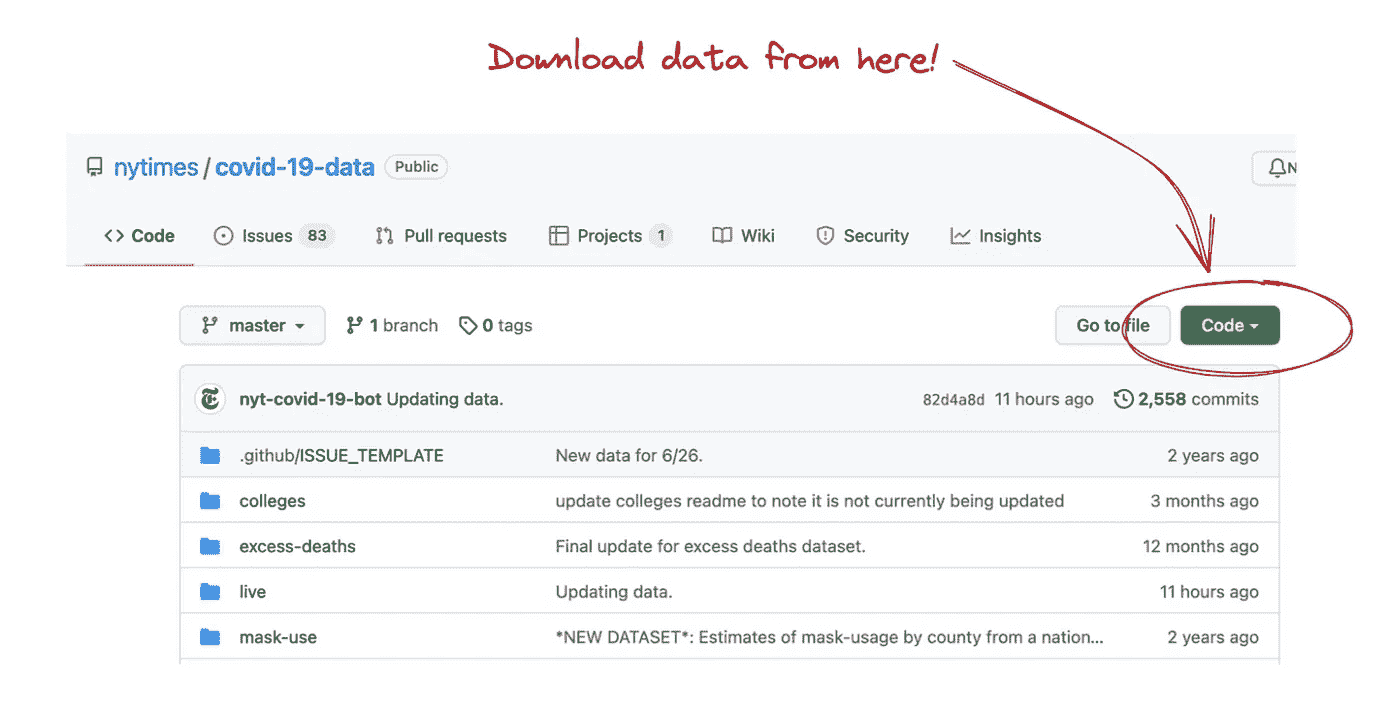 Download data from here!
nytimes / covid-19-data Public
Code Issues 83 Pull requests Projects 1 Wiki Security Insights
master 1 branch 0 tags Go to file Code
nyt-covid-19-bot Updating data. 82d4a8d 11 hours ago 2,558 commits
.github/ISSUE_TEMPLATE New data for 6/26. 2 years ago
colleges update colleges readme to note it is not currently being updated 3 months ago
excess-deaths Final update for excess deaths dataset. 12 months ago
live Updating data. 11 hours ago
mask-use *NEW DATASET*: Estimates of mask-usage by county from a nation... 2 years ago